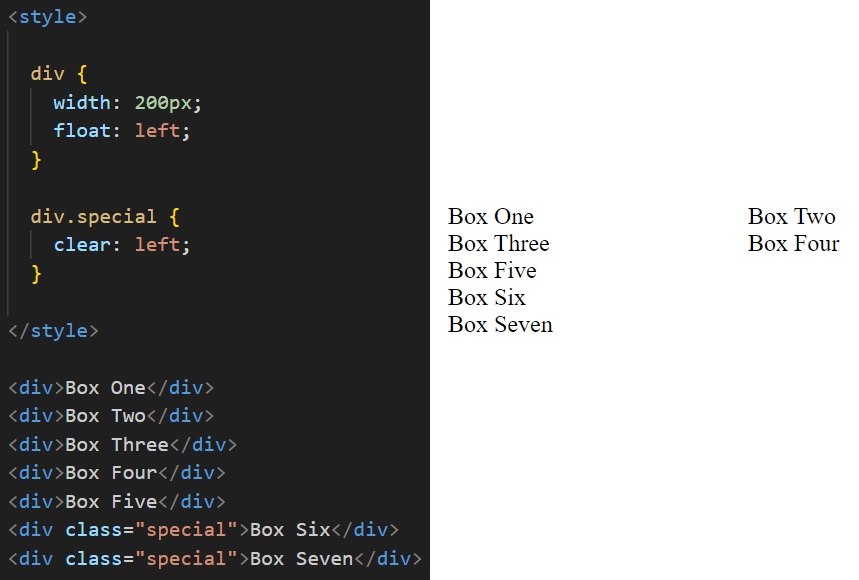 <style>
div {
width: 200px;
float: left;
}
div.special {
clear: left;
}
</style>
<div>Box One</div>
<div>Box Two</div>
<div>Box Three</div>
<div>Box Four</div>
<div>Box Five</div>
<div class="special">Box Six</div>
<div class="special">Box Seven</div>
Box One Box Two
Box Three Box Four
Box Five
Box Six
Box Seven